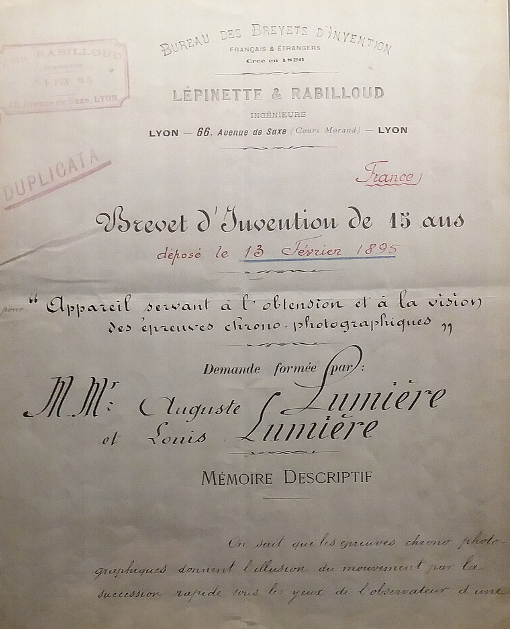 BUREAU DES BREVETS D'INVENTION
FRANÇAIS & ÉTRANGERS
Créé en 1836
RABILLOUD
LÉPINETTE & RABILLOUD
INGÉNIEURS
LYON — 66, Avenue de Saxe (Cours Morand) — LYON
DUPLICATA
France
Brevet d'Invention de 15 ans
déposé le 13 Février 1895
pour " Appareil servant à l'obtension et à la vision
des épreuves chrono-photographiques „
Demande formée par:
M.Mrs: Auguste Lumière
et Louis Lumière
MÉMOIRE DESCRIPTIF
On sait que les épreuves chrono photo-
graphiques donnent l'illusion du mouvement par la
succession rapide sous les yeux de l'observateur d'une